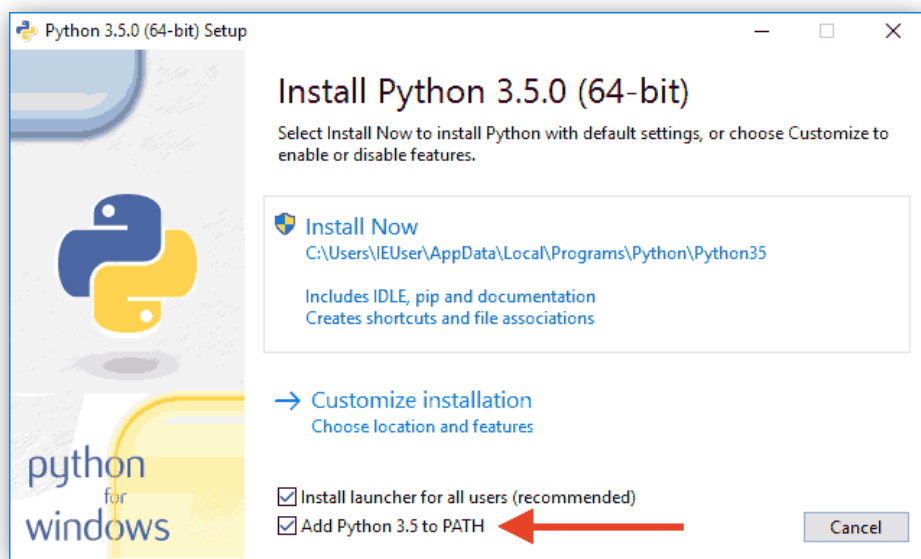 Python 3.5.0 (64-bit) Setup
Install Python 3.5.0 (64-bit)
Select Install Now to install Python with default settings, or choose Customize to
enable or disable features.
Install Now
C:\Users\IEUser\AppData\Local\Programs\Python\Python35
Includes IDLE, pip and documentation
Creates shortcuts and file associations
Customize installation
Choose location and features
python
for
windows
Install launcher for all users (recommended)
Add Python 3.5 to PATH
Cancel